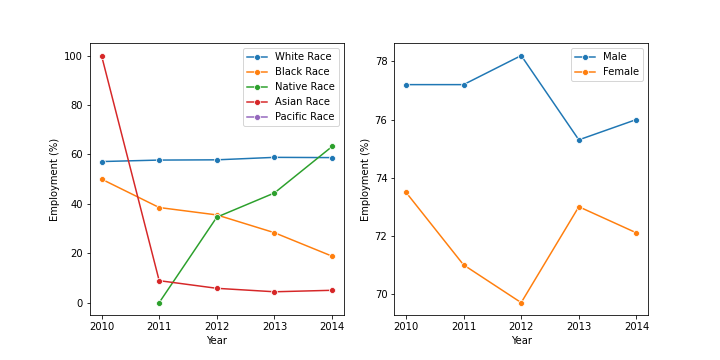 100
80
60
40
20
0
Employment (%)
2010 2011 2012 2013 2014
Year
White Race
Black Race
Native Race
Asian Race
Pacific Race
78
76
74
72
70
Employment (%)
2010 2011 2012 2013 2014
Year
Male
Female